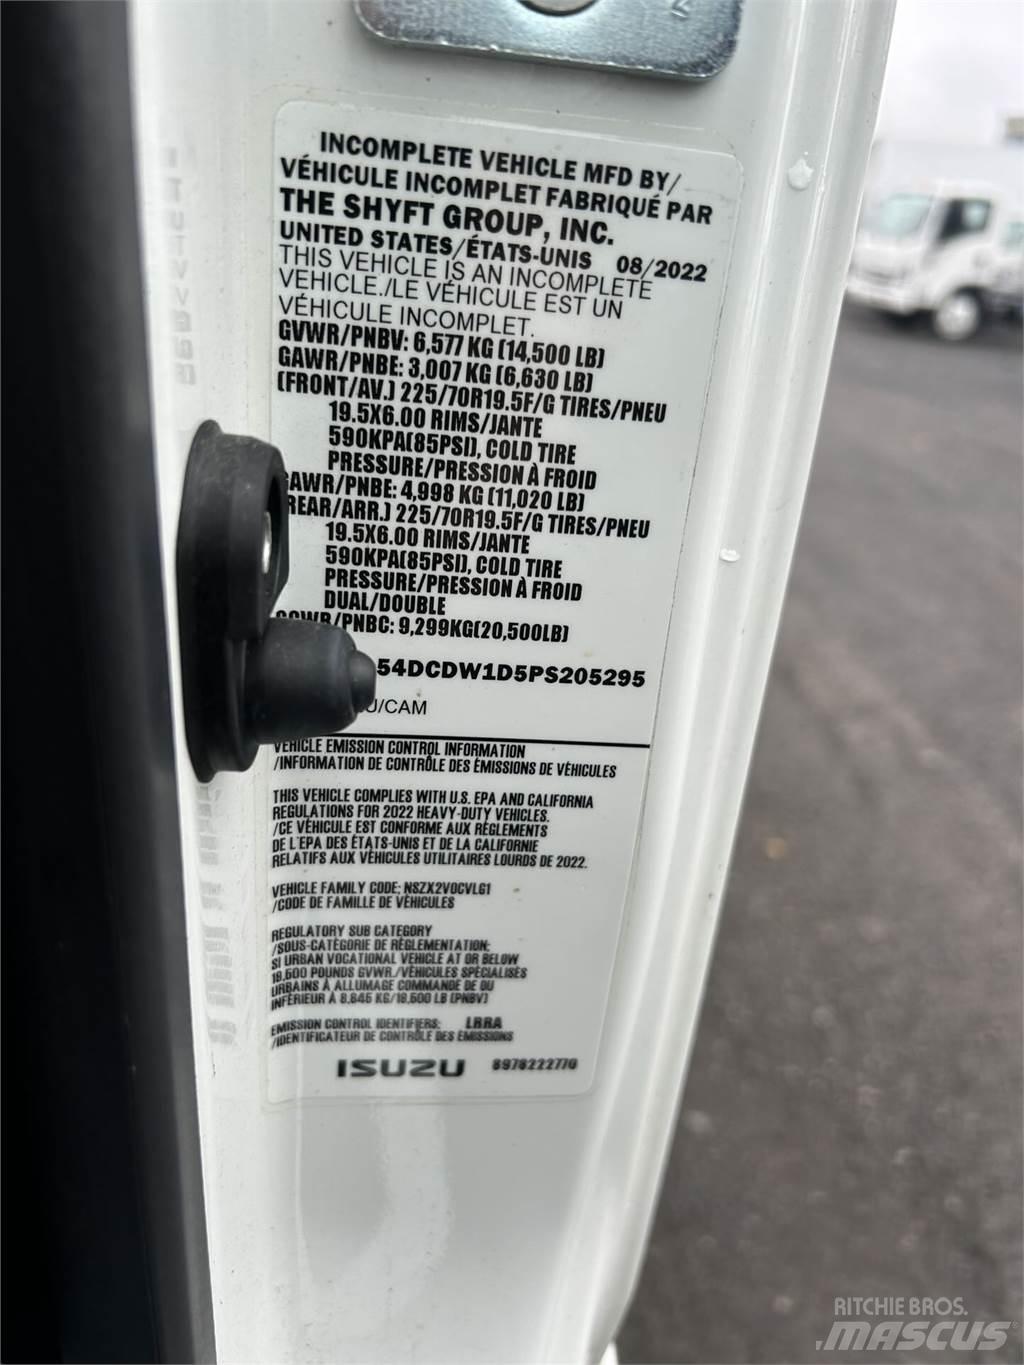 INCOMPLETE VEHICLE MFD BY/
VÉHICULE INCOMPLET FABRIQUÉ PAR
THE SHYFT GROUP, INC.
UNITED STATES/ÉTATS-UNIS 08/2022
THIS VEHICLE IS AN INCOMPLETE
VEHICLE./LE VÉHICULE EST UN
VÉHICULE INCOMPLET.
GVWR/PNBV: 6,577 KG (14,500 LB)
GAWR/PNBE: 3,007 KG (6,630 LB)
(FRONT/AV.) 225/70R19.5F/G TIRES/PNEU
19.5X6.00 RIMS/JANTE
590KPA(85PSI), COLD TIRE
PRESSURE/PRESSION À FROID
GAWR/PNBE: 4,998 KG (11,020 LB)
REAR/ARR.) 225/70R19.5F/G TIRES/PNEU
19.5X6.00 RIMS/JANTE
590KPA(85PSI), COLD TIRE
PRESSURE/PRESSION À FROID
DUAL/DOUBLE
GCWR/PNBC: 9,299KG(20,500LB)
54DCDW1D5PS205295
U/CAM
VEHICLE EMISSION CONTROL INFORMATION
/INFORMATION DE CONTRÔLE DES ÉMISSIONS DE VÉHICULES
THIS VEHICLE COMPLIES WITH U.S. EPA AND CALIFORNIA
REGULATIONS FOR 2022 HEAVY-DUTY VEHICLES.
/CE VÉHICULE EST CONFORME AUX RÈGLEMENTS
DE L'EPA DES ÉTATS-UNIS ET DE LA CALIFORNIE
RELATIFS AUX VÉHICULES UTILITAIRES LOURDS DE 2022.
VEHICLE FAMILY CODE: NSZX2VOCVLG1
/CODE DE FAMILLE DE VÉHICULES
REGULATORY SUB CATEGORY
/SOUS-CATÉGORIE DE RÉGLEMENTATION:
SI URBAN VOCATIONAL VEHICLE AT OR BELOW
19,500 POUNDS GVWR./VÉHICULES SPÉCIALISÉS
URBAINS À ALLUMAGE COMMANDÉ DE OU
INFÉRIEUR À 8,845 KG/19,500 LB (PNBV)
EMISSION CONTROL IDENTIFIERS: LBRA
/IDENTIFICATEUR DE CONTRÔLE DES ÉMISSIONS
ISUZU 8978222770
RITCHIE BROS.
MASCUS